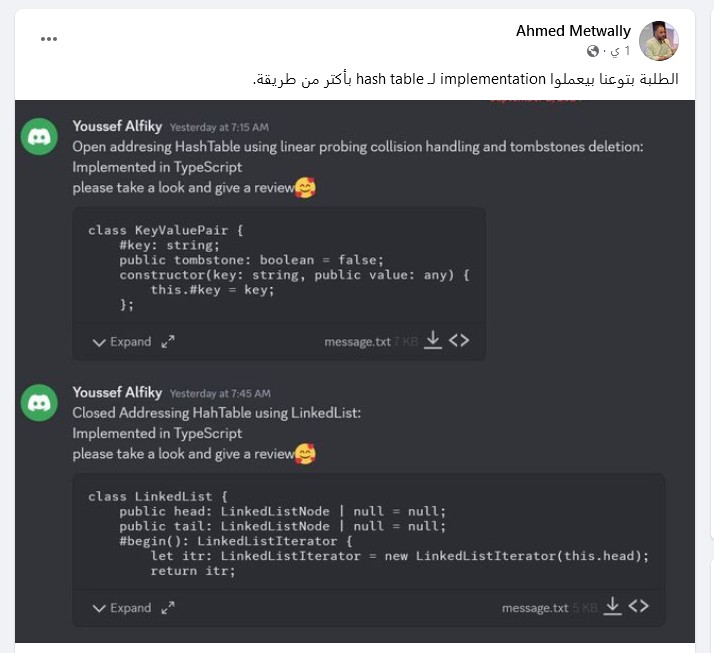 Ahmed Metwally
1 ي ·
الطلبة بتوعنا بيعملوا implementation لـ hash table بأكتر من طريقة.
Youssef Alfiky Yesterday at 7:15 AM
Open addresing HashTable using linear probing collision handling and tombstones deletion:
Implemented in TypeScript
please take a look and give a review🥰
class KeyValuePair {
    #key: string;
    public tombstone: boolean = false;
    constructor(key: string, public value: any) {
        this.#key = key;
    };
Expand
message.txt 7 KB
Youssef Alfiky Yesterday at 7:45 AM
Closed Addressing HahTable using LinkedList:
Implemented in TypeScript
please take a look and give a review🥰
class LinkedList {
    public head: LinkedListNode | null = null;
    public tail: LinkedListNode | null = null;
    #begin(): LinkedListIterator {
        let itr: LinkedListIterator = new LinkedListIterator(this.head);
        return itr;
Expand
message.txt 5 KB